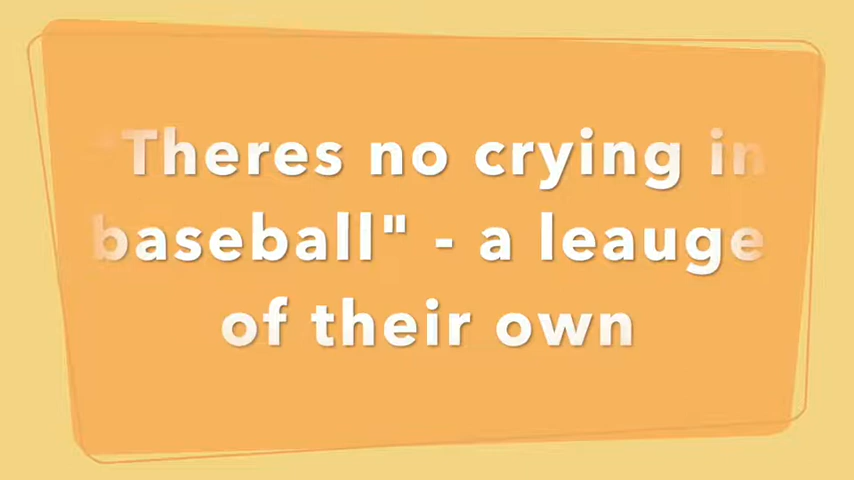 "Theres no crying in
baseball" - a leauge
of their own